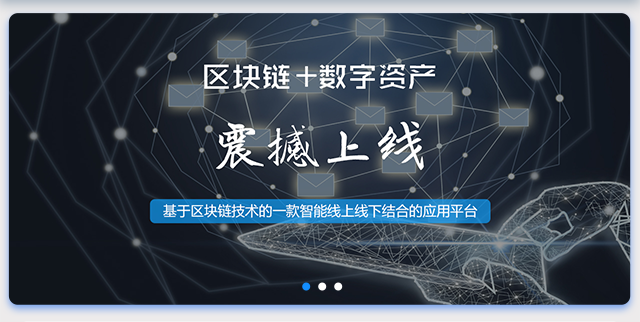 区块链+数字资产
震撼上线
基于区块链技术的一款智能线上线下结合的应用平台